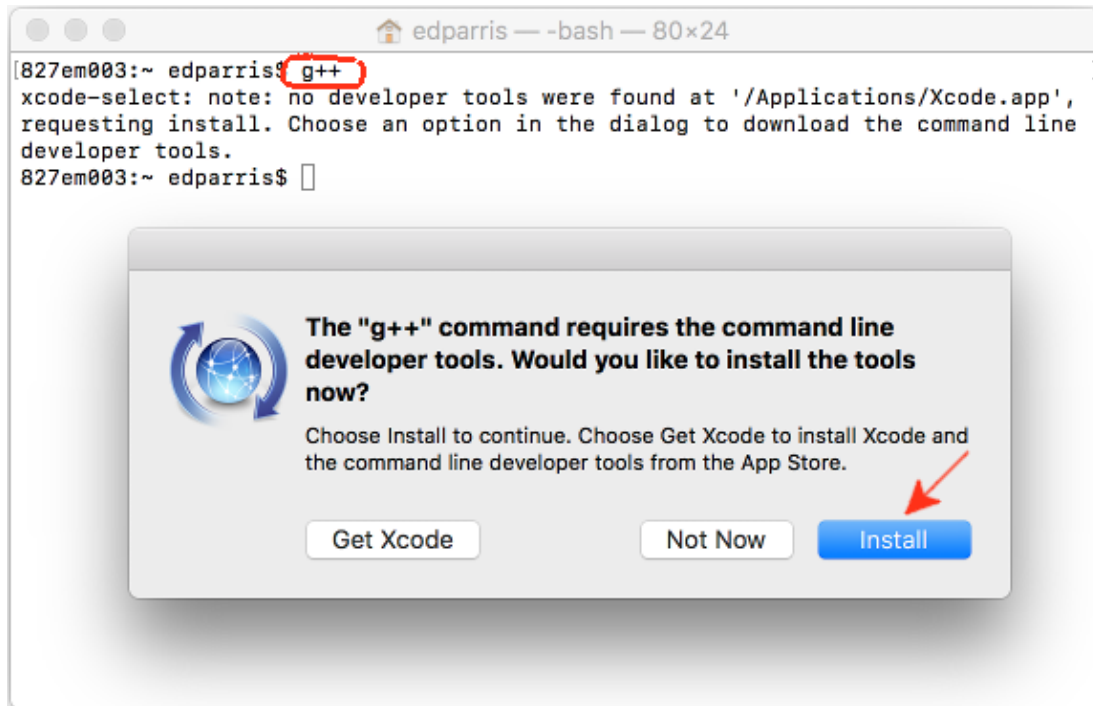 edparris — -bash — 80×24
[827em003:~ edparris$ g++
xcode-select: note: no developer tools were found at '/Applications/Xcode.app',
requesting install. Choose an option in the dialog to download the command line
developer tools.
827em003:~ edparris$
The "g++" command requires the command line
developer tools. Would you like to install the tools
now?
Choose Install to continue. Choose Get Xcode to install Xcode and
the command line developer tools from the App Store.
Get Xcode Not Now Install